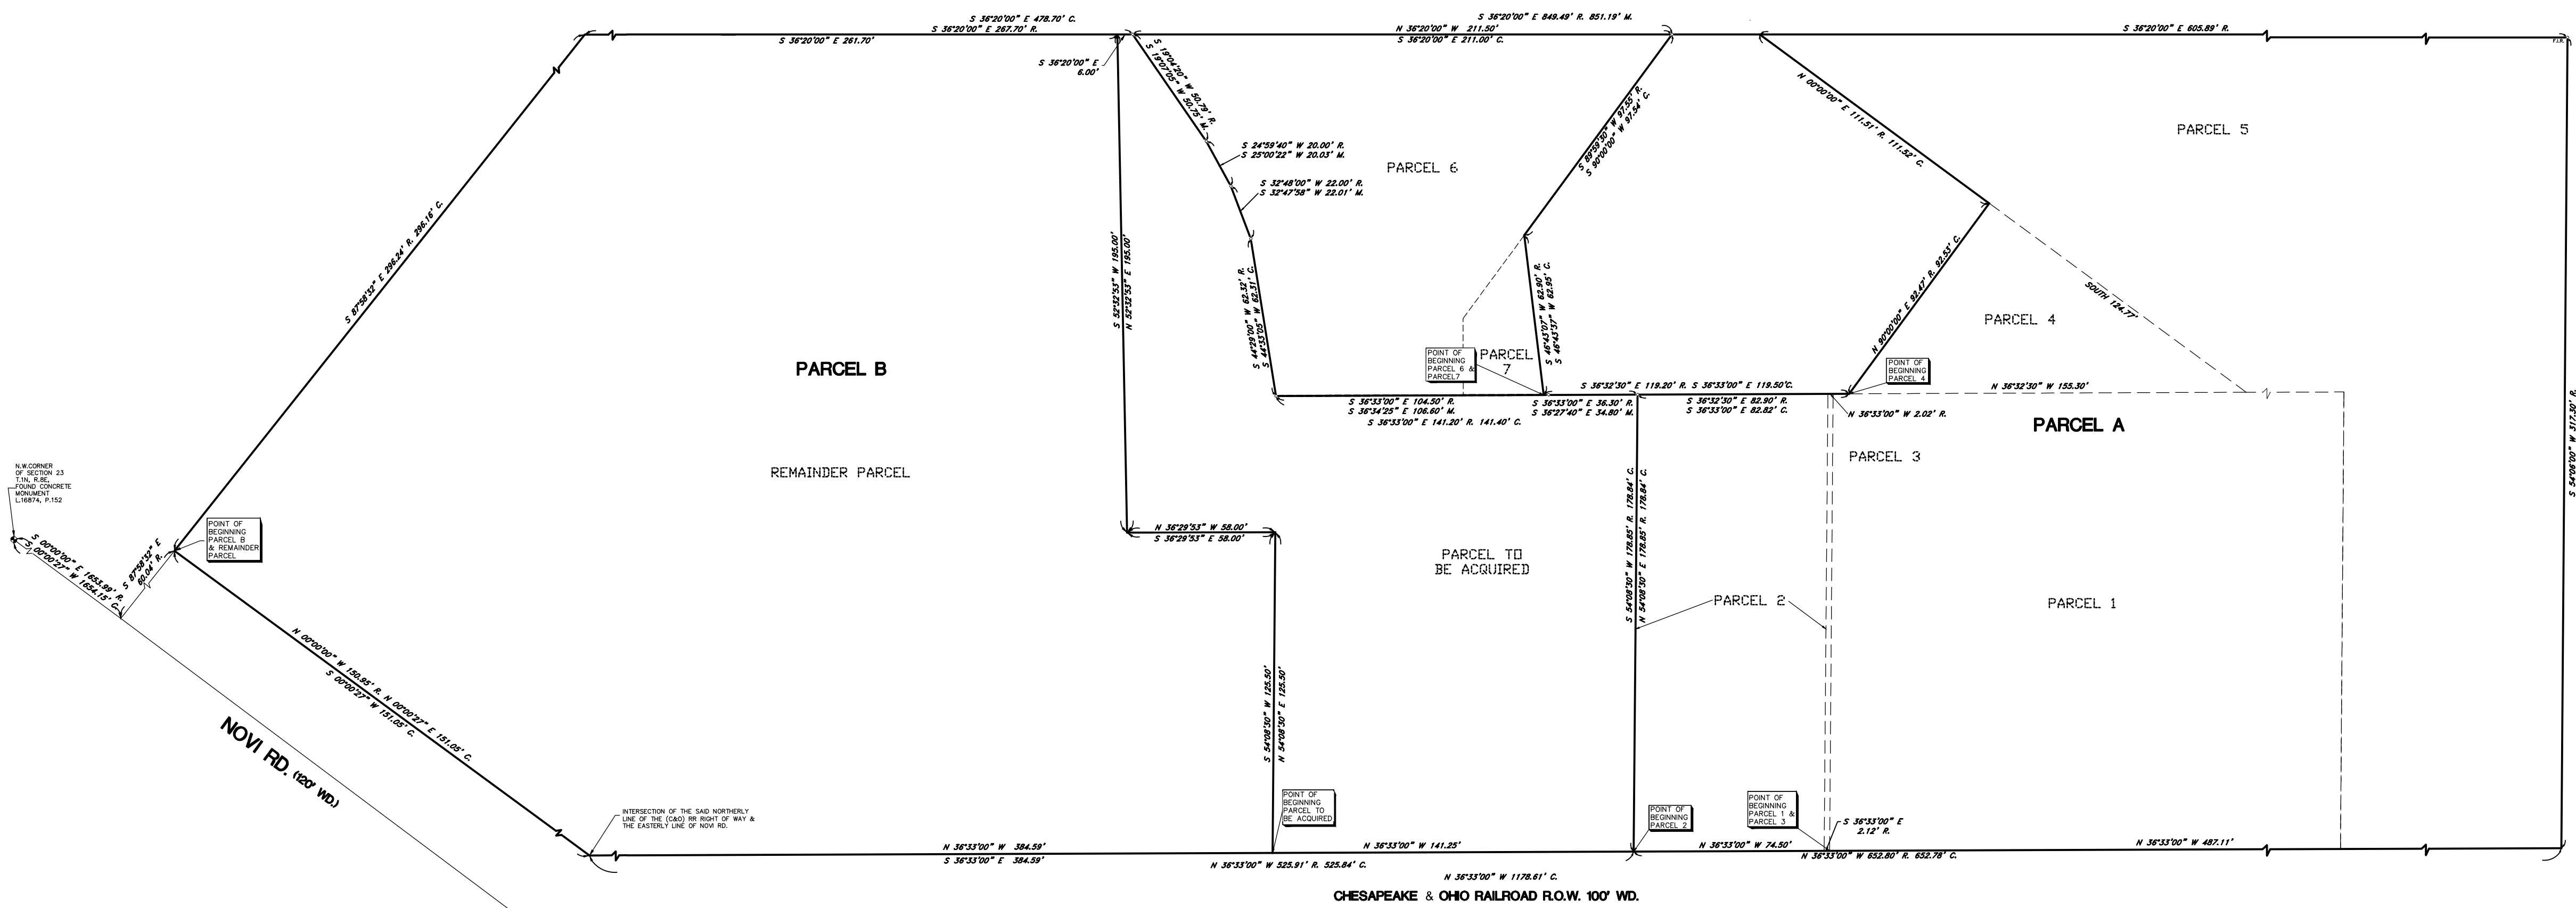 S 36°20'00" E 478.70' C.
S 36°20'00" E 267.70' R.
S 36°20'00" E 261.70'
S 36°20'00" E
6.00'
S 36°20'00" E 849.49' R. 851.19' M.
N 36°20'00" W 211.50'
S 36°20'00" E 211.00' C.
S 36°20'00" E 605.89' R.
F.I.R.
S 19°04'20" W 50.79' R.
S 19°07'05" W 50.75' M.
S 24°59'40" W 20.00' R.
S 25°00'22" W 20.03' M.
S 32°48'00" W 22.00' R.
S 32°47'58" W 22.01' M.
PARCEL 6
S 89°59'30" W 97.55' R.
S 90°00'00" W 97.54' C.
N 00°00'00" E 111.51' R. 111.52' C.
PARCEL 5
S 87°58'32" E 296.24' R. 296.16' C.
S 52°32'53" W 195.00'
N 52°32'53" E 195.00'
S 44°29'00" W 62.32' R.
S 44°33'05" W 62.31' C.
S 46°43'07" W 62.90' R.
S 46°43'37" W 62.95' C.
N 90°00'00" E 92.47' R. 92.53' C.
SOUTH 124.77'
PARCEL 4
PARCEL B
POINT OF
BEGINNING
PARCEL 6 &
PARCEL7
PARCEL
7
POINT OF
BEGINNING
PARCEL 4
S 36°32'30" E 119.20' R. S 36°33'00" E 119.50'C.
N 36°32'30" W 155.30'
S 36°33'00" E 104.50' R.
S 36°34'25" E 106.60' M.
S 36°33'00" E 141.20' R. 141.40' C.
S 36°33'00" E 36.30' R.
S 36°27'40" E 34.80' M.
S 36°32'30" E 82.90' R.
S 36°33'00" E 82.82' C.
N 36°33'00" W 2.02' R.
PARCEL A
S 54°06'00" W 317.30' R.
PARCEL 3
REMAINDER PARCEL
N.W.CORNER
OF SECTION 23
T.1N, R.8E,
FOUND CONCRETE
MONUMENT
L.16874, P.152
S 00°00'00" E 1653.99' R.
S 00°00'27" W 1654.15' C.
S 87°58'32" E
60.04' R.
POINT OF
BEGINNING
PARCEL B
& REMAINDER
PARCEL
N 36°29'53" W 58.00'
S 36°29'53" E 58.00'
PARCEL TO
BE ACQUIRED
S 54°08'30" W 178.85' R. 178.84' C.
N 54°08'30" E 178.85' R. 178.84' C.
PARCEL 2
PARCEL 1
N 00°00'00" W 150.95' R. N 00°00'27" E 151.05' C.
S 00°00'27" W 151.05' C.
NOVI RD. (120' WD.)
S 54°08'30" W 125.50'
N 54°08'30" E 125.50'
INTERSECTION OF THE SAID NORTHERLY
LINE OF THE (C&O) RR RIGHT OF WAY &
THE EASTERLY LINE OF NOVI RD.
POINT OF
BEGINNING
PARCEL TO
BE ACQUIRED
POINT OF
BEGINNING
PARCEL 2
POINT OF
BEGINNING
PARCEL 1 &
PARCEL 3
S 36°33'00" E
2.12' R.
N 36°33'00" W 384.59'
S 36°33'00" E 384.59'
N 36°33'00" W 141.25'
N 36°33'00" W 74.50'
N 36°33'00" W 487.11'
N 36°33'00" W 525.91' R. 525.84' C.
N 36°33'00" W 652.80' R. 652.78' C.
N 36°33'00" W 1178.61' C.
CHESAPEAKE & OHIO RAILROAD R.O.W. 100' WD.